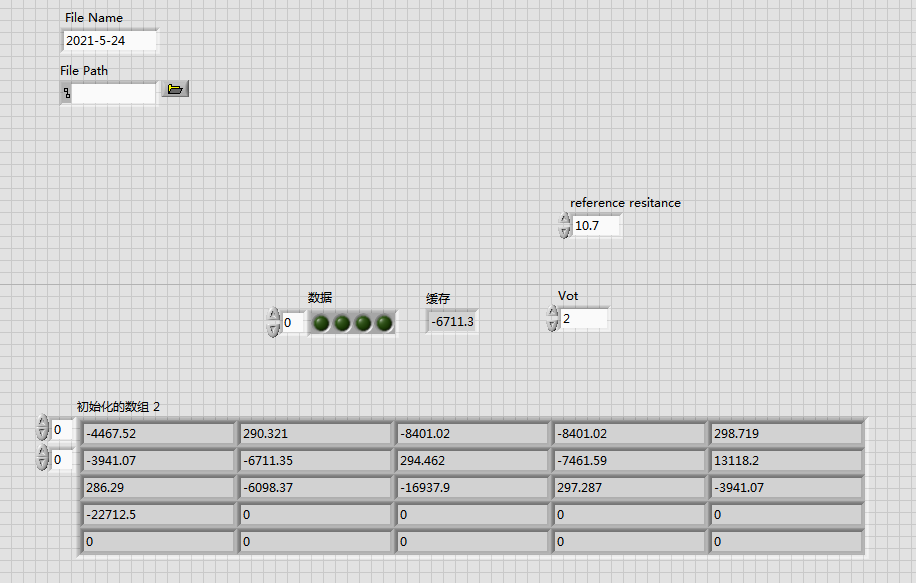 File Name
2021-5-24
File Path
reference resitance
10.7
数据 缓存 Vot
0 -6711.3 2
初始化的数组 2
0 -4467.52 290.321 -8401.02 -8401.02 298.719
0 -3941.07 -6711.35 294.462 -7461.59 13118.2
286.29 -6098.37 -16937.9 297.287 -3941.07
-22712.5 0 0 0 0
0 0 0 0 0